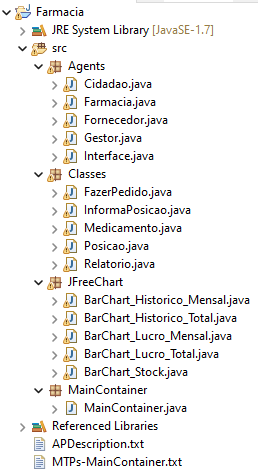 Farmacia
JRE System Library [JavaSE-1.7]
src
Agents
Cidadao.java
Farmacia.java
Fornecedor.java
Gestor.java
Interface.java
Classes
FazerPedido.java
InformaPosicao.java
Medicamento.java
Posicao.java
Relatorio.java
JFreeChart
BarChart_Historico_Mensal.java
BarChart_Historico_Total.java
BarChart_Lucro_Mensal.java
BarChart_Lucro_Total.java
BarChart_Stock.java
MainContainer
MainContainer.java
Referenced Libraries
APDescription.txt
MTPs-MainContainer.txt